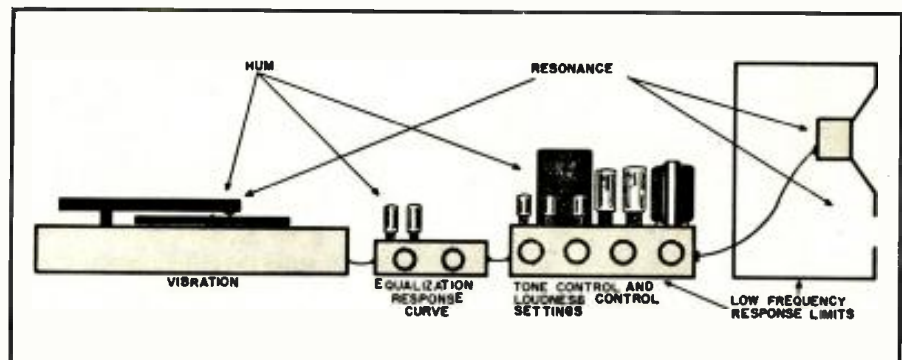 HUM
RESONANCE
VIBRATION
EQUALIZATION
RESPONSE
CURVE
TONE CONTROL AND
LOUDNESS CONTROL
SETTINGS
LOW FREQUENCY
RESPONSE LIMITS